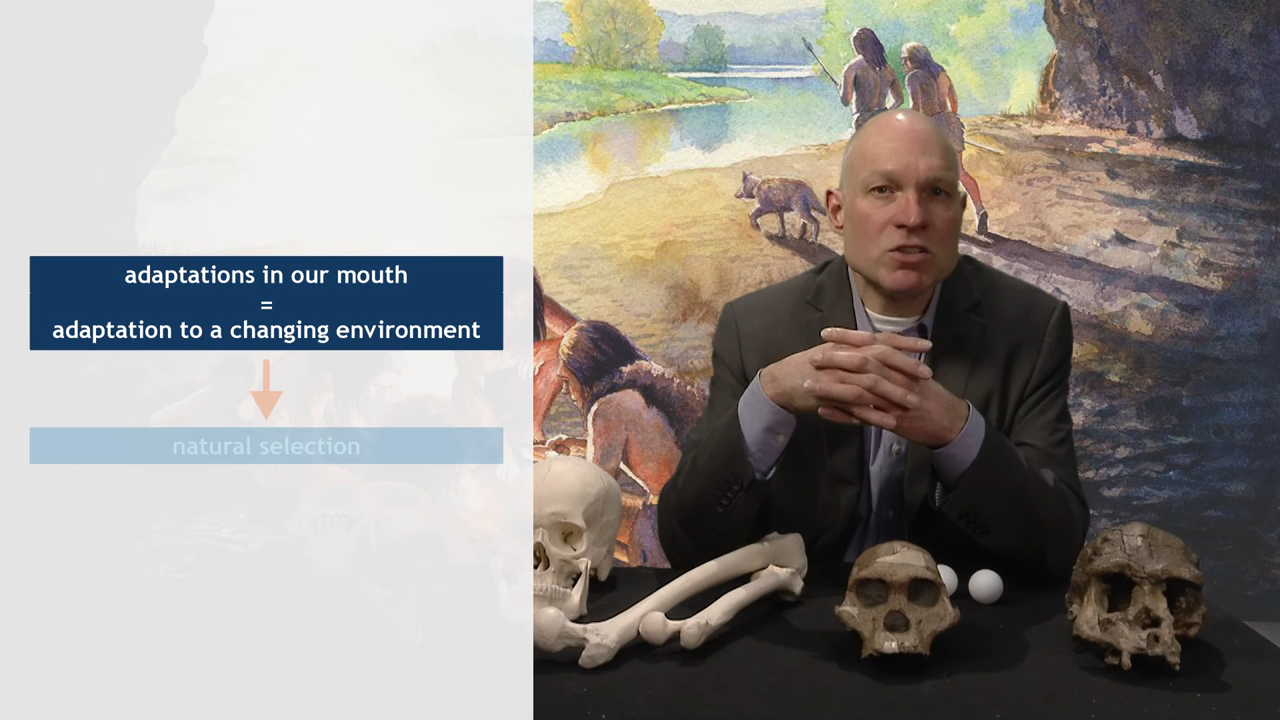 adaptations in our mouth
=
adaptation to a changing environment
natural selection